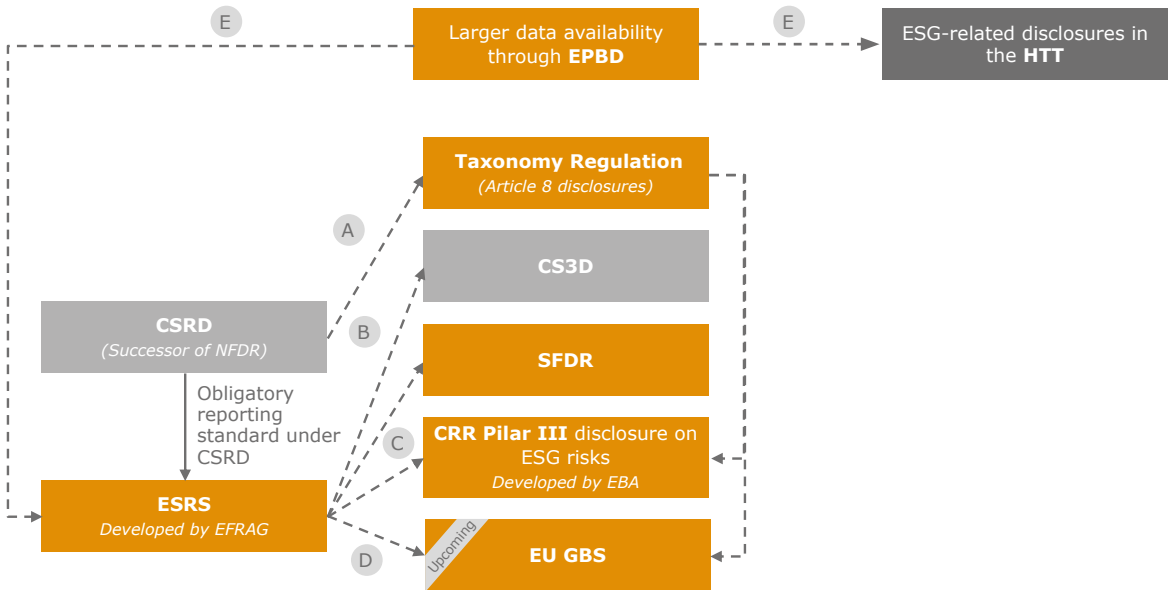 E
Larger data availability
through EPBD
E
ESG-related disclosures in
the HTT
Taxonomy Regulation
(Article 8 disclosures)
A
CS3D
CSRD
(Successor of NFDR)
B
SFDR
Obligatory
reporting
standard under
CSRD
C
CRR Pilar III disclosure on
ESG risks
Developed by EBA
ESRS
Developed by EFRAG
D
Upcoming
EU GBS